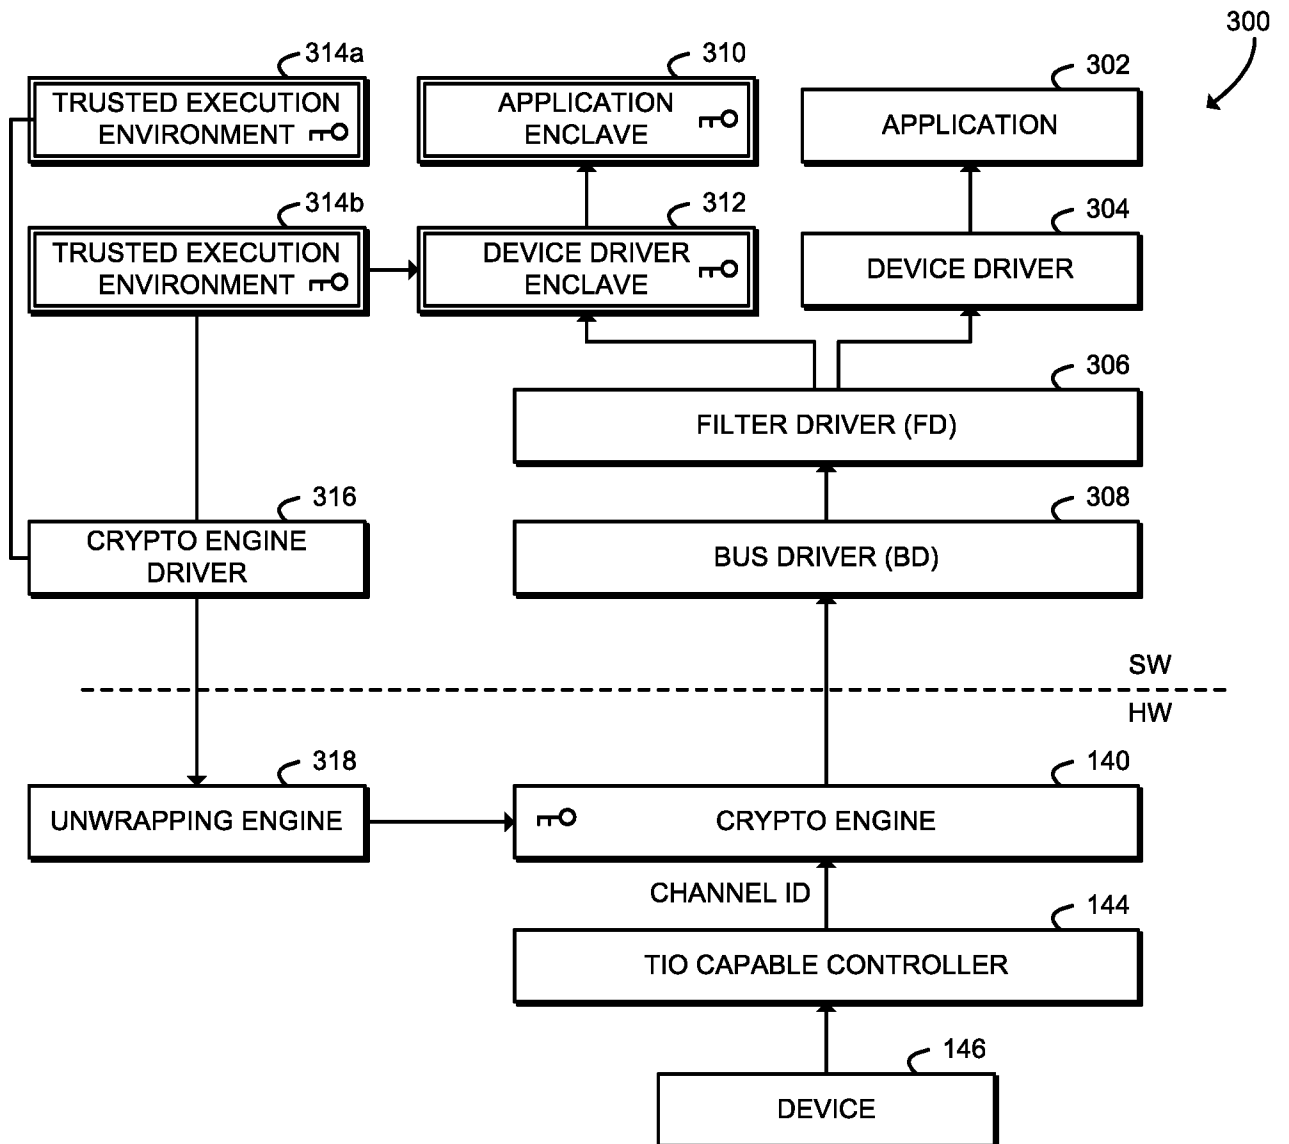 300
314a
TRUSTED EXECUTION
ENVIRONMENT
310
APPLICATION
ENCLAVE
302
APPLICATION
314b
TRUSTED EXECUTION
ENVIRONMENT
312
DEVICE DRIVER
ENCLAVE
304
DEVICE DRIVER
306
FILTER DRIVER (FD)
316
CRYPTO ENGINE
DRIVER
308
BUS DRIVER (BD)
SW
HW
318
UNWRAPPING ENGINE
140
CRYPTO ENGINE
CHANNEL ID
144
TIO CAPABLE CONTROLLER
146
DEVICE